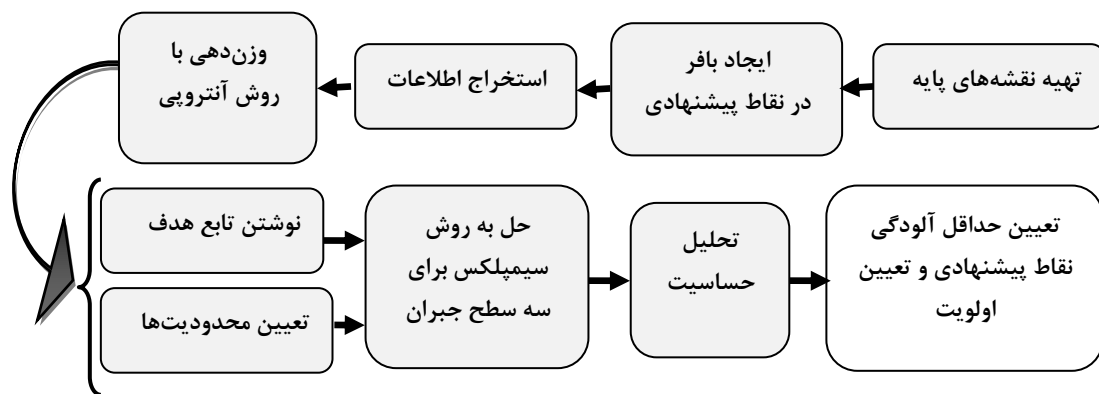 تهیه نقشه‌های پایه
ایجاد بافر
در نقاط پیشنهادی
استخراج اطلاعات
وزن‌دهی با
روش آنتروپی
نوشتن تابع هدف
تعیین محدودیت‌ها
حل به روش
سیمپلکس برای
سه سطح جبران
تحلیل
حساسیت
تعیین حداقل آلودگی
نقاط پیشنهادی و تعیین
اولویت